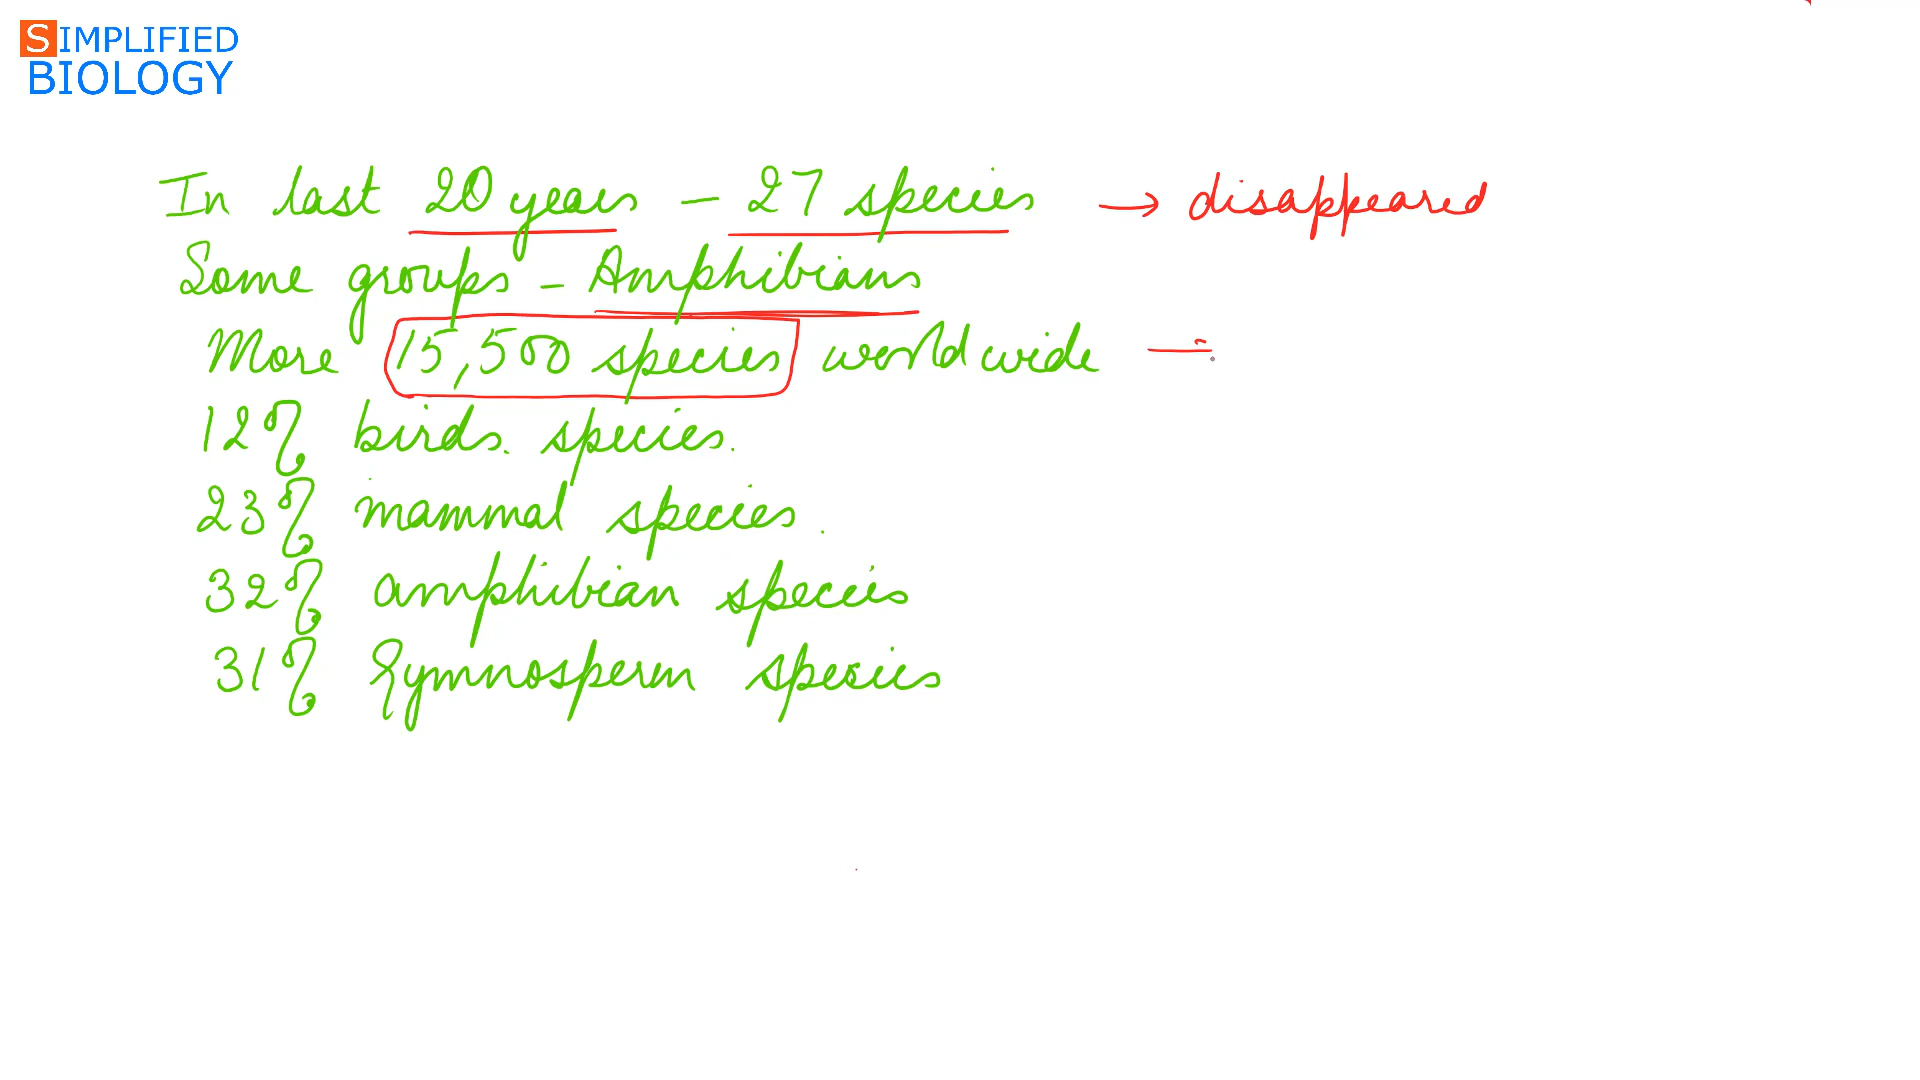 SIMPLIFIED
BIOLOGY
In last 20 years - 27 species → disappeared
Some groups - Amphibians
More 15,500 species worldwide
12% birds. species.
23% mammal species.
32% amphibian species
31% Gymnosperm species